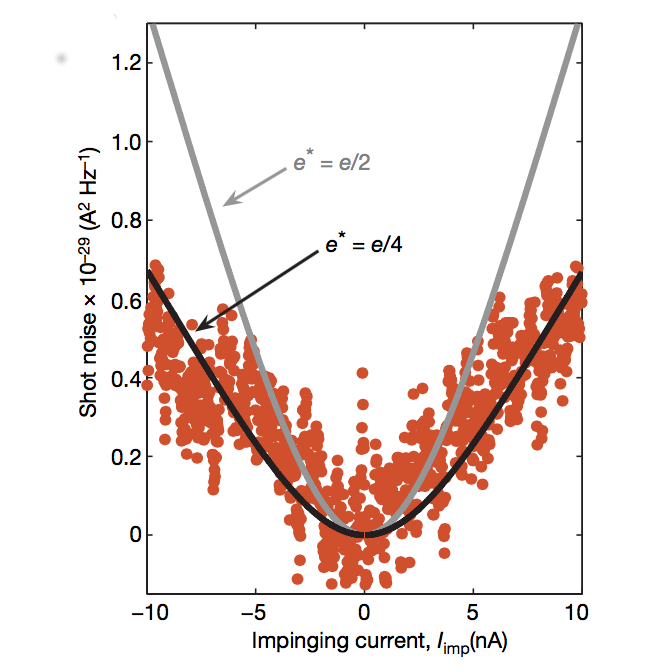 1.2
1.0
0.8
0.6
0.4
0.2
0
Shot noise × 10⁻²⁹ (A² Hz⁻¹)
e* = e/2
e* = e/4
−10 −5 0 5 10
Impinging current, I_imp(nA)